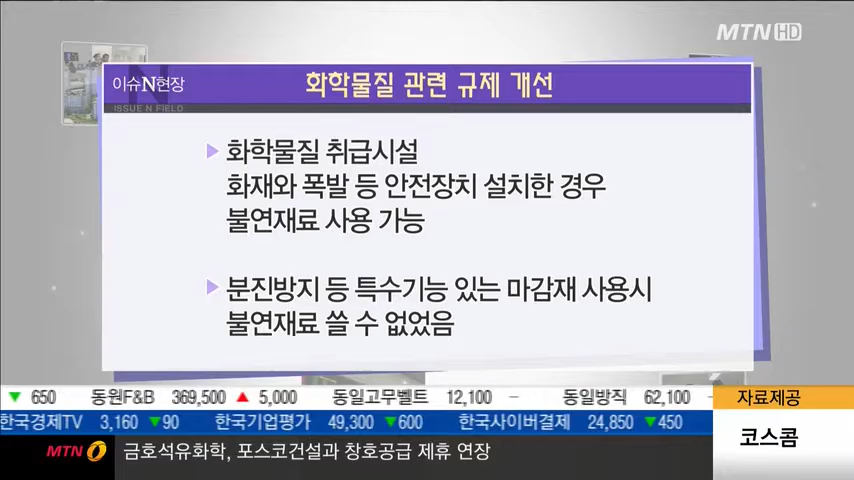 MTN HD
이슈N현장
ISSUE N FIELD
화학물질 관련 규제 개선
▶ 화학물질 취급시설
화재와 폭발 등 안전장치 설치한 경우
불연재료 사용 가능
▶ 분진방지 등 특수기능 있는 마감재 사용시
불연재료 쓸 수 없었음
▼ 650 동원F&B 369,500 ▲ 5,000 동일고무벨트 12,100 – 동일방직 62,100 –
한국경제TV 3,160 ▼90 한국기업평가 49,300 ▼600 한국사이버결제 24,850 ▼450
자료제공
코스콤
MTN
금호석유화학, 포스코건설과 창호공급 제휴 연장